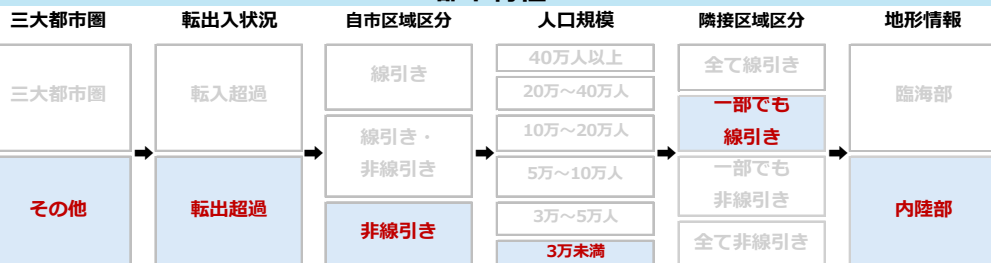 三大都市圏 転出入状況 自市区域区分 人口規模 隣接区域区分 地形情報
三大都市圏
その他
転入超過
転出超過
線引き
線引き・
非線引き
非線引き
40万人以上
20万～40万人
10万～20万人
5万～10万人
3万～5万人
3万未満
全て線引き
一部でも
線引き
一部でも
非線引き
全て非線引き
臨海部
内陸部